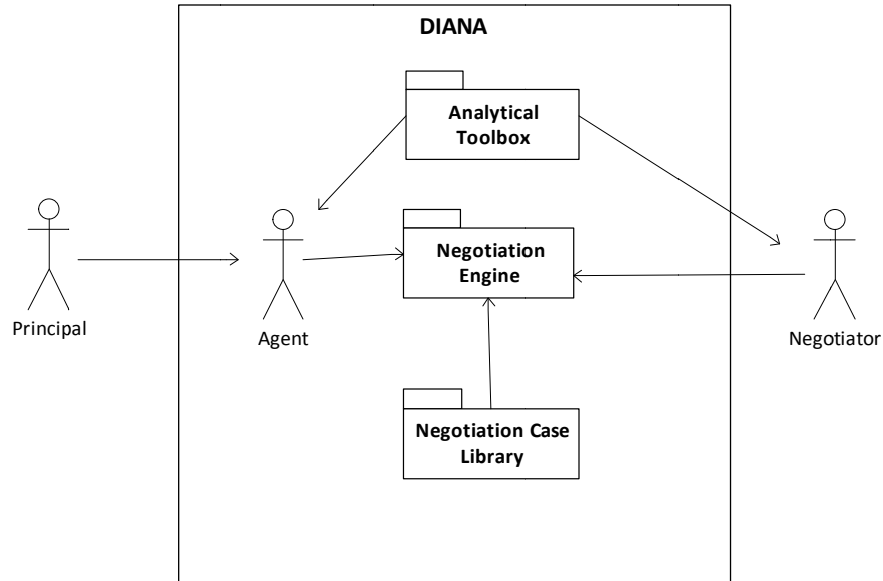 DIANA
Analytical
Toolbox
Negotiation
Engine
Principal
Agent
Negotiator
Negotiation Case
Library